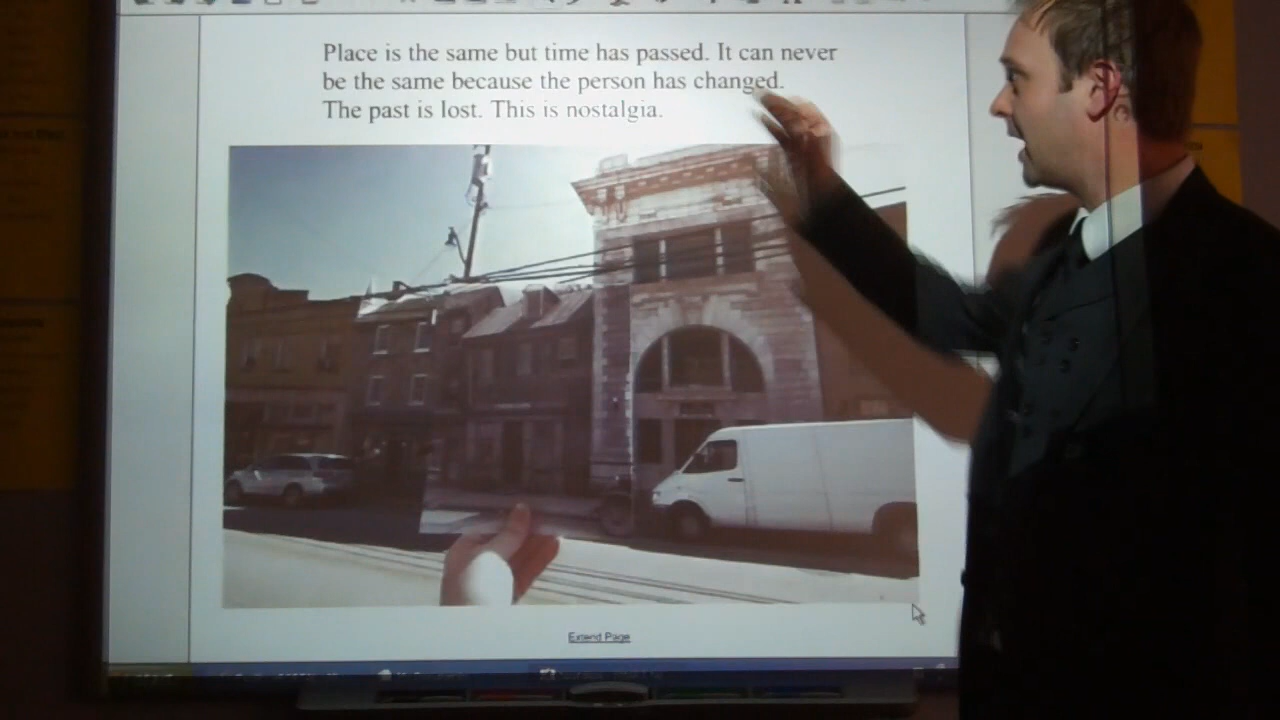 Place is the same but time has passed. It can never
be the same because the person has changed.
The past is lost. This is nostalgia.
Extend Page